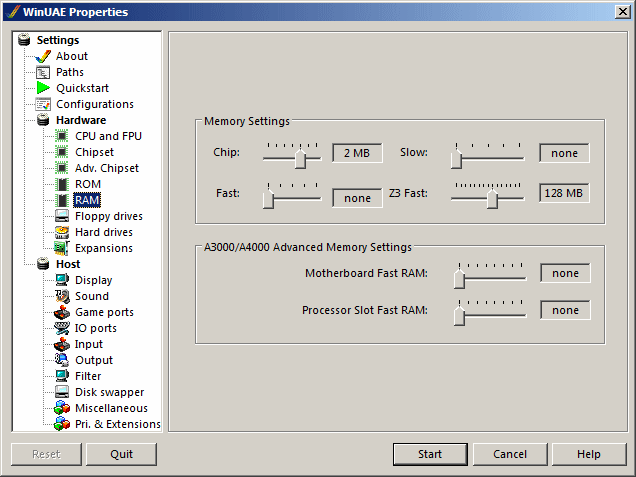 WinUAE Properties
Settings
About
Paths
Quickstart
Configurations
Hardware
CPU and FPU
Chipset
Adv. Chipset
ROM
RAM
Floppy drives
Hard drives
Expansions
Host
Display
Sound
Game ports
IO ports
Input
Output
Filter
Disk swapper
Miscellaneous
Pri. & Extensions
Memory Settings
Chip: 2 MB Slow: none
Fast: none Z3 Fast: 128 MB
A3000/A4000 Advanced Memory Settings
Motherboard Fast RAM: none
Processor Slot Fast RAM: none
Reset Quit Start Cancel Help